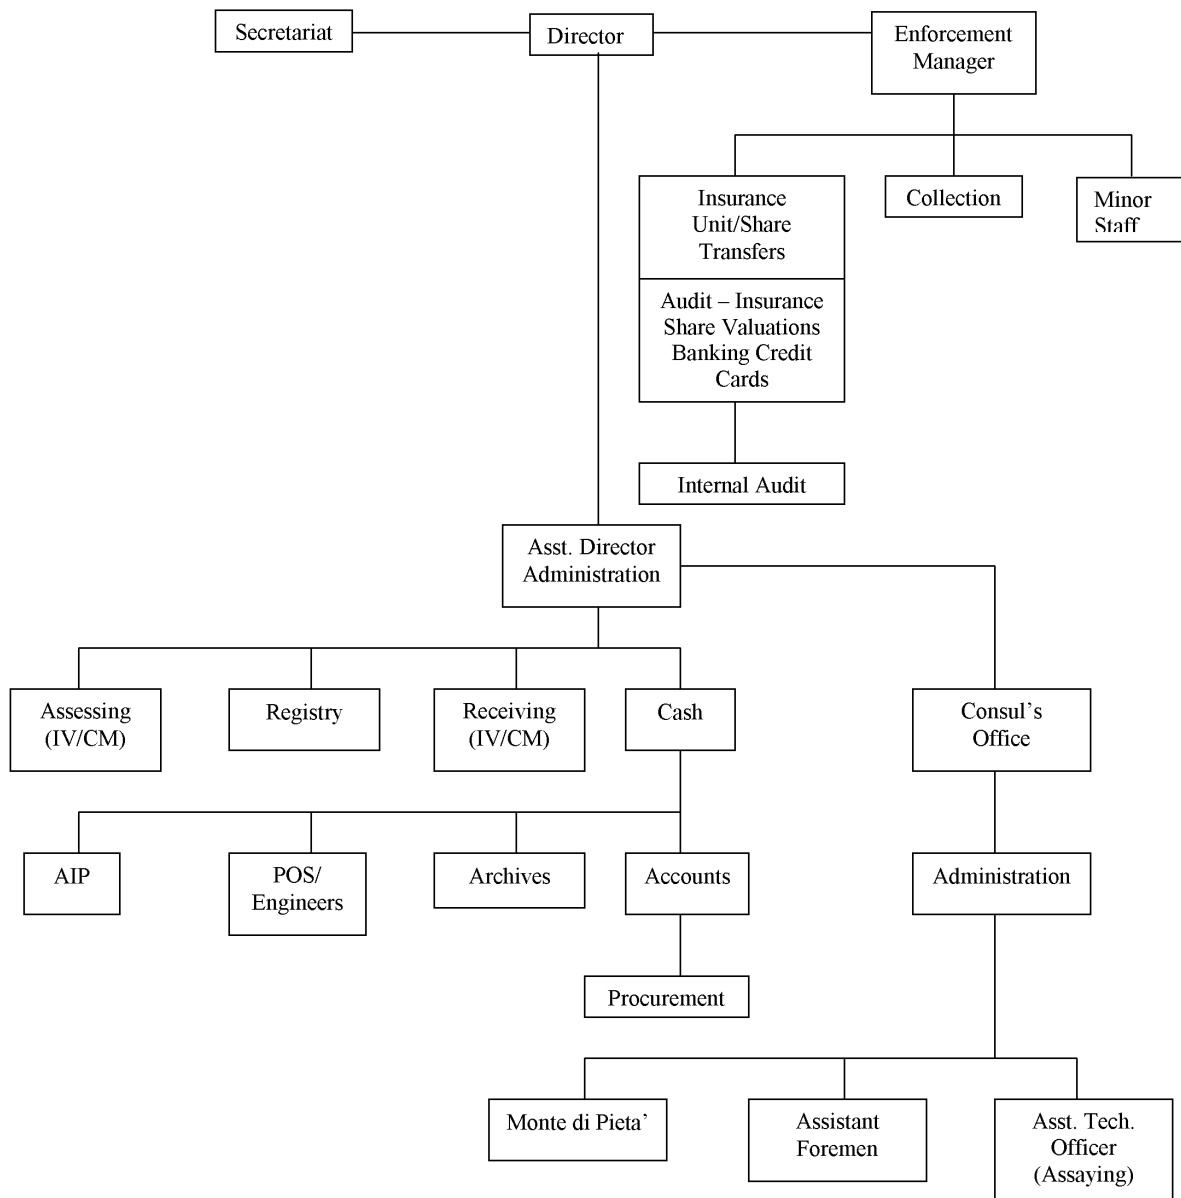 Secretariat
Director
Enforcement
Manager
Insurance
Unit/Share
Transfers
Collection
Minor
Staff
Audit – Insurance
Share Valuations
Banking Credit
Cards
Internal Audit
Asst. Director
Administration
Assessing
(IV/CM)
Registry
Receiving
(IV/CM)
Cash
Consul’s
Office
AIP
POS/
Engineers
Archives
Accounts
Administration
Procurement
Monte di Pieta’
Assistant
Foremen
Asst. Tech.
Officer
(Assaying)